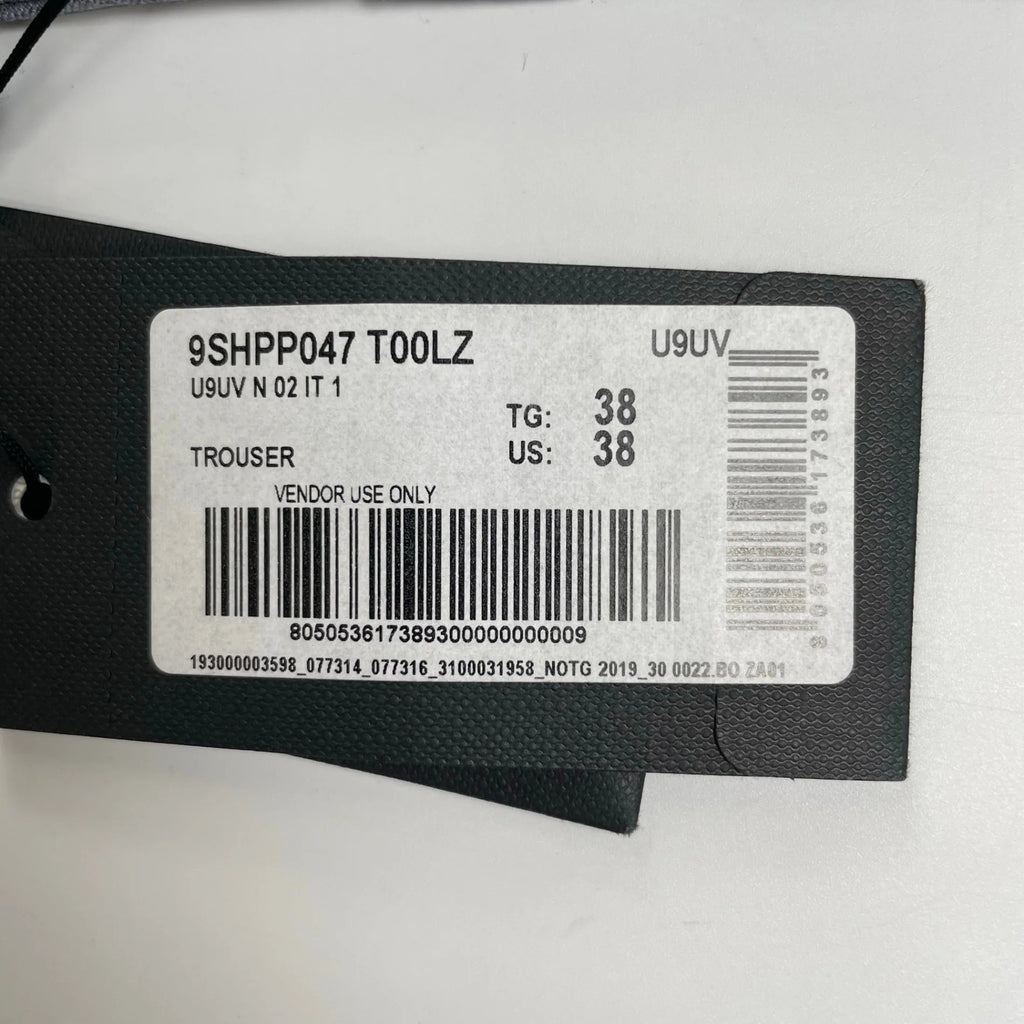 9SHPP047 T00LZ
U9UV
U9UV N 02 IT 1
TG: 38
US: 38
TROUSER
VENDOR USE ONLY
805053617389300000000009
193000003598_077314_077316_3100031958_NOTG 2019_30 0022.BO ZA01
8050536173893